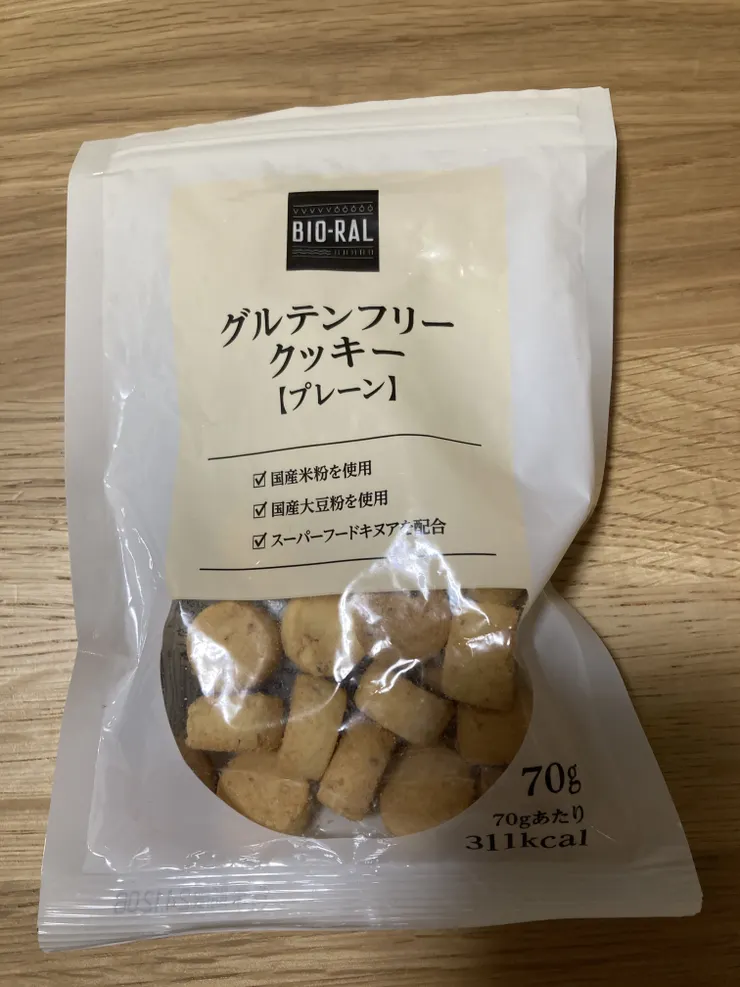 BIO-RAL
グルテンフリー
クッキー
【プレーン】
☑国産米粉を使用
☑国産大豆粉を使用
☑スーパーフードキヌアを配合
70g
70gあたり
311kcal